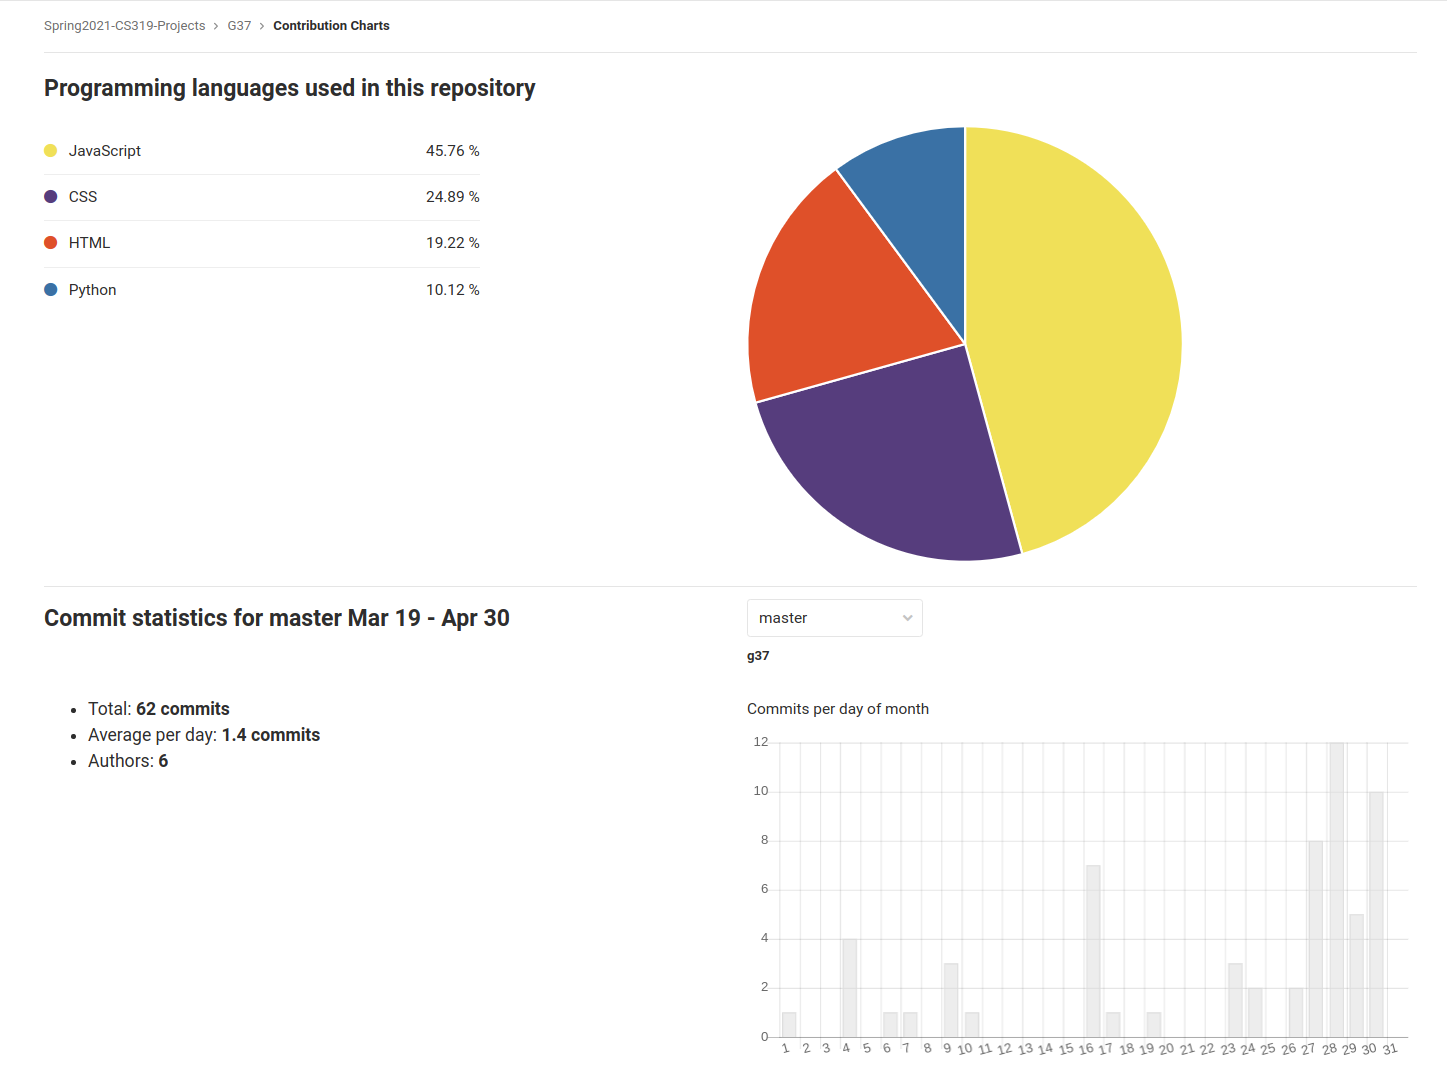 Spring2021-CS319-Projects › G37 › Contribution Charts
Programming languages used in this repository
JavaScript 45.76 %
CSS 24.89 %
HTML 19.22 %
Python 10.12 %
Commit statistics for master Mar 19 - Apr 30
master
g37
Total: 62 commits
Average per day: 1.4 commits
Authors: 6
Commits per day of month
12
10
8
6
4
2
0
1 2 3 4 5 6 7 8 9 10 11 12 13 14 15 16 17 18 19 20 21 22 23 24 25 26 27 28 29 30 31